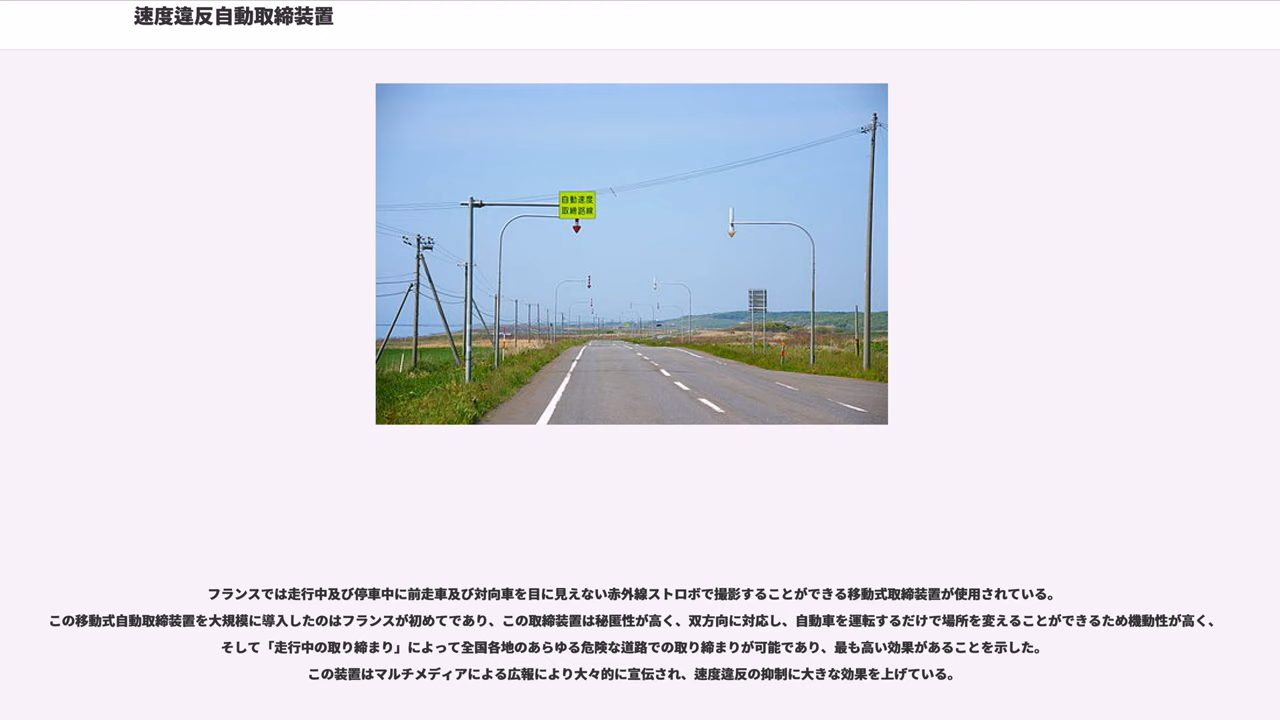 速度違反自動取締装置
自動速度
取締路線
フランスでは走行中及び停車中に前走車及び対向車を目に見えない赤外線ストロボで撮影することができる移動式取締装置が使用されている。
この移動式自動取締装置を大規模に導入したのはフランスが初めてであり、この取締装置は秘匿性が高く、双方向に対応し、自動車を運転するだけで場所を変えることができるため機動性が高く、
そして「走行中の取り締まり」によって全国各地のあらゆる危険な道路での取り締まりが可能であり、最も高い効果があることを示した。
この装置はマルチメディアによる広報により大々的に宣伝され、速度違反の抑制に大きな効果を上げている。